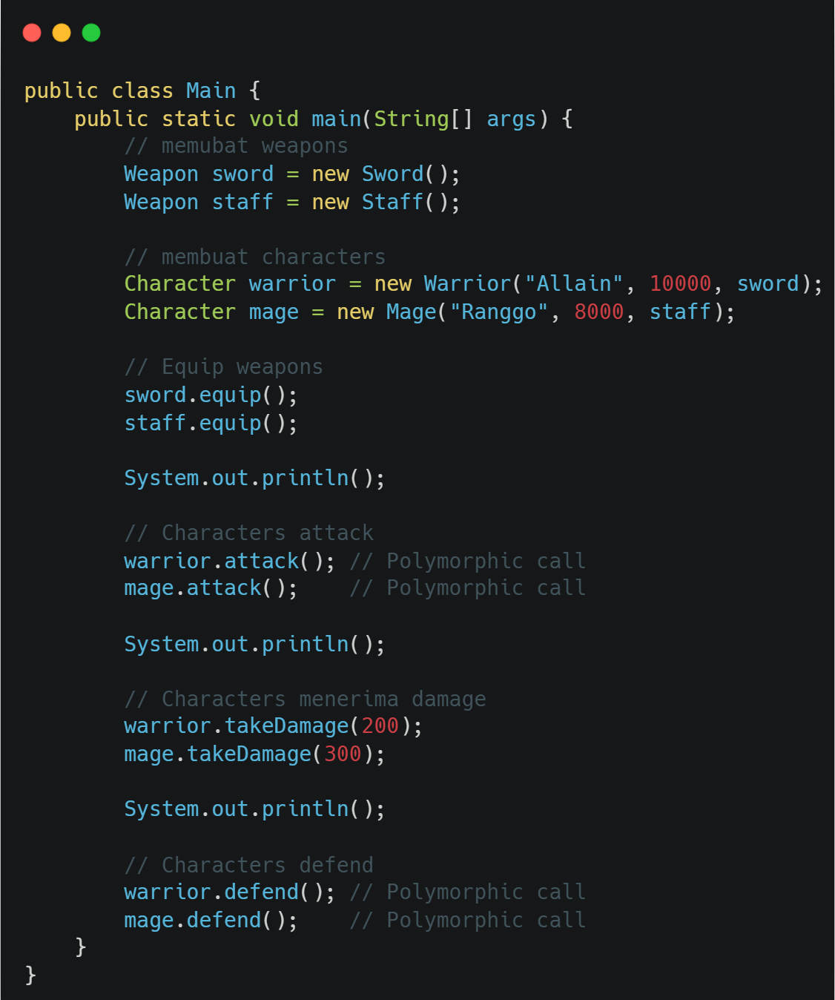 public class Main {
    public static void main(String[] args) {
        // memubat weapons
        Weapon sword = new Sword();
        Weapon staff = new Staff();

        // membuat characters
        Character warrior = new Warrior("Allain", 10000, sword);
        Character mage = new Mage("Ranggo", 8000, staff);

        // Equip weapons
        sword.equip();
        staff.equip();

        System.out.println();

        // Characters attack
        warrior.attack(); // Polymorphic call
        mage.attack();    // Polymorphic call

        System.out.println();

        // Characters menerima damage
        warrior.takeDamage(200);
        mage.takeDamage(300);

        System.out.println();

        // Characters defend
        warrior.defend(); // Polymorphic call
        mage.defend();    // Polymorphic call
    }
}